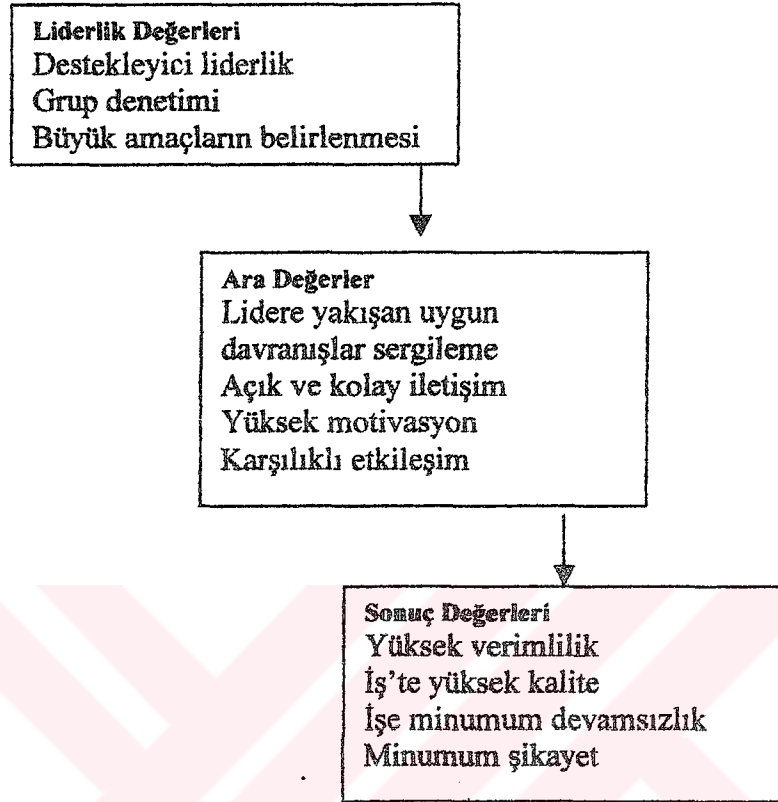 Liderlik Değerleri
Destekleyici liderlik
Grup denetimi
Büyük amaçların belirlenmesi
Ara Değerler
Lidere yakışan uygun
davranışlar sergileme
Açık ve kolay iletişim
Yüksek motivasyon
Karşılıklı etkileşim
Sonuç Değerleri
Yüksek verimlilik
İş'te yüksek kalite
İşe minumum devamsızlık
Minumum şikayet